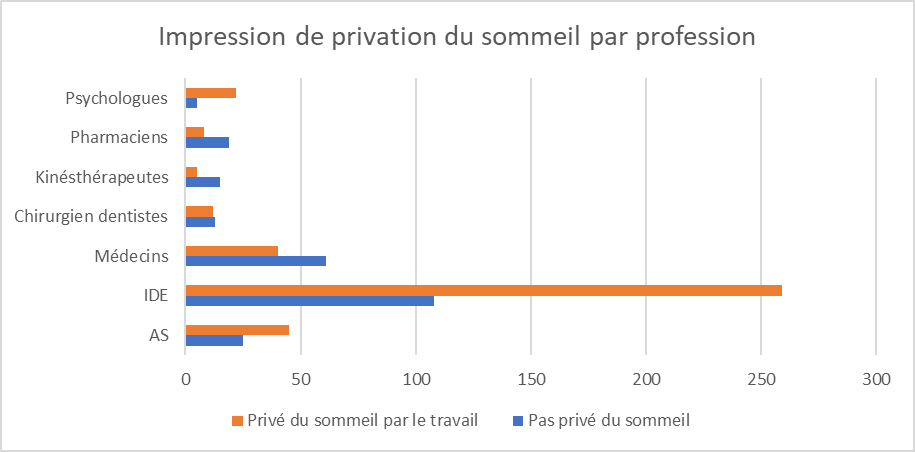 Impression de privation du sommeil par profession
Psychologues
Pharmaciens
Kinésthérapeutes
Chirurgien dentistes
Médecins
IDE
AS
0 50 100 150 200 250 300
Privé du sommeil par le travail Pas privé du sommeil